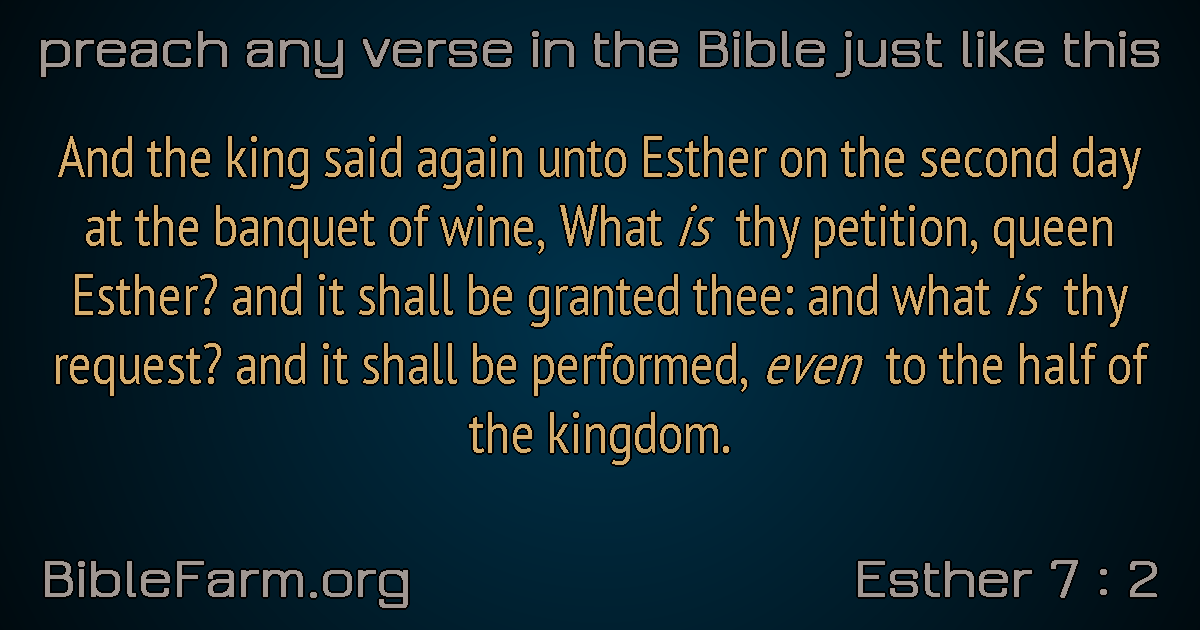 preach any verse in the Bible just like this
And the king said again unto Esther on the second day
at the banquet of wine, What is thy petition, queen
Esther? and it shall be granted thee: and what is thy
request? and it shall be performed, even to the half of
the kingdom.
BibleFarm.org
Esther 7 : 2